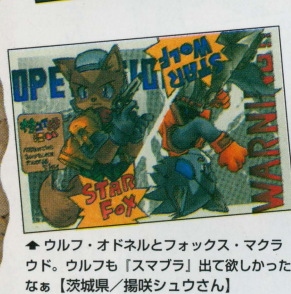 OPE
STAR
WOLF
WARNING
STAR
FOX
↑ ウルフ・オドネルとフォックス・マクラ
ウド。ウルフも『スマブラ』出て欲しかった
なぁ【茨城県／揚咲シュウさん】